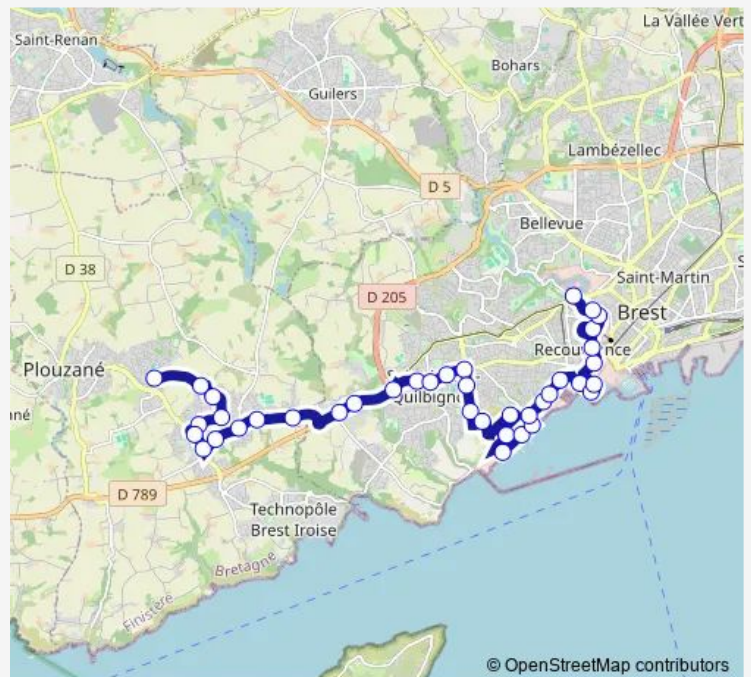 La Vallée Vert
Saint-Renan
Bohars
Guilers
Lambézellec
D 5
Bellevue
D 38
Saint-Martin
D 205
Brest
Plouzané
D 789
Technopôle
Brest Iroise
Bretagne
Finistère
© OpenStreetMap contributors